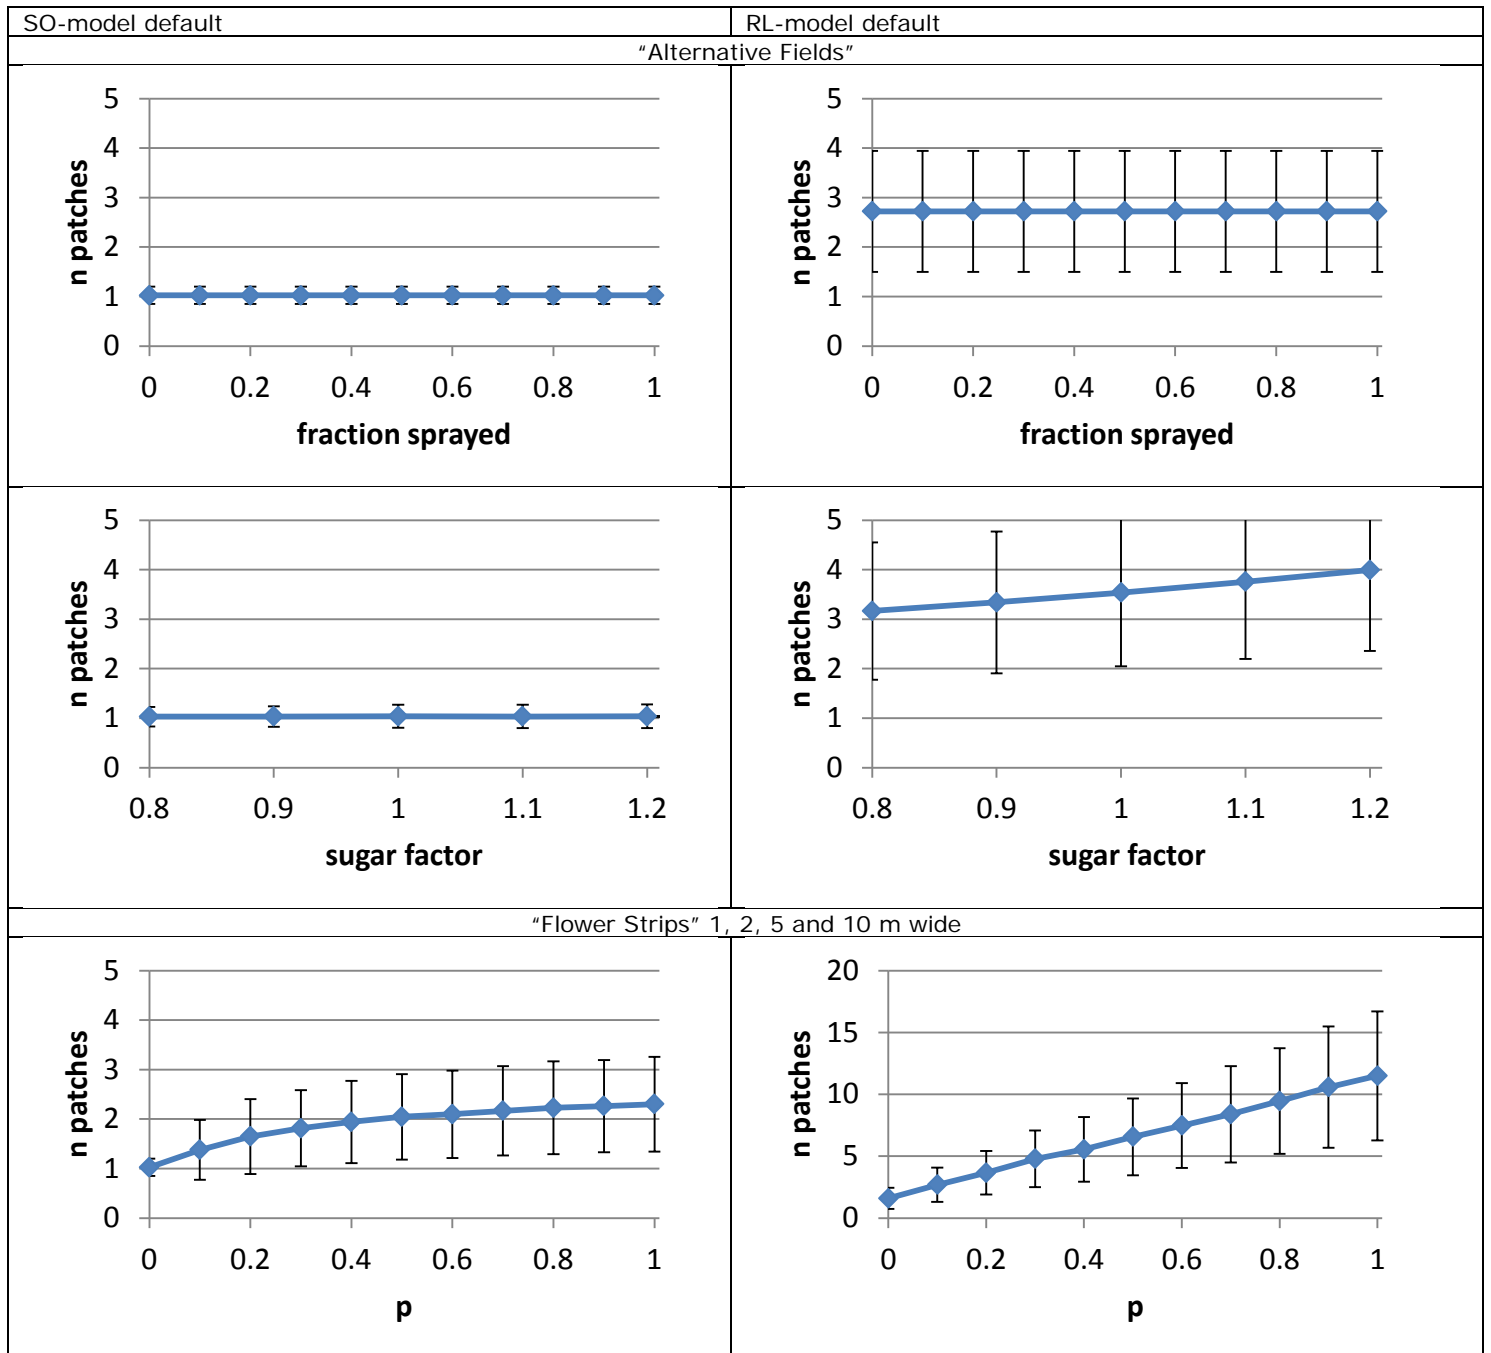 SO-model default
RL-model default
“Alternative Fields”
5
4
3
2
1
0
n patches
0 0.2 0.4 0.6 0.8 1
fraction sprayed
5
4
3
2
1
0
n patches
0 0.2 0.4 0.6 0.8 1
fraction sprayed
5
4
3
2
1
0
n patches
0.8 0.9 1 1.1 1.2
sugar factor
5
4
3
2
1
0
n patches
0.8 0.9 1 1.1 1.2
sugar factor
“Flower Strips” 1, 2, 5 and 10 m wide
5
4
3
2
1
0
n patches
0 0.2 0.4 0.6 0.8 1
p
20
15
10
5
0
n patches
0 0.2 0.4 0.6 0.8 1
p